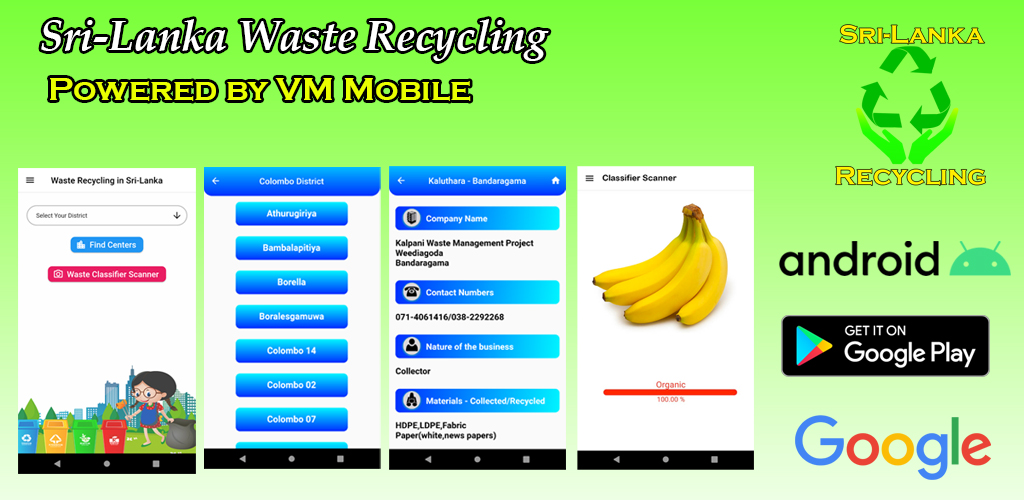 Sri-Lanka Waste Recycling
Powered by VM Mobile
Sri-Lanka
Recycling
Waste Recycling in Sri-Lanka
Select Your District
Find Centers
Waste Classifier Scanner
Colombo District
Athurugiriya
Bambalapitiya
Borella
Boralesgamuwa
Colombo 14
Colombo 02
Colombo 07
Kaluthara - Bandaragama
Company Name
Kalpani Waste Management Project
Weediagoda
Bandaragama
Contact Numbers
071-4061416/038-2292268
Nature of the business
Collector
Materials - Collected/Recycled
HDPE,LDPE,Fabric
Paper(white,news papers)
Classifier Scanner
Organic
100.00 %
android
GET IT ON
Google Play
Google